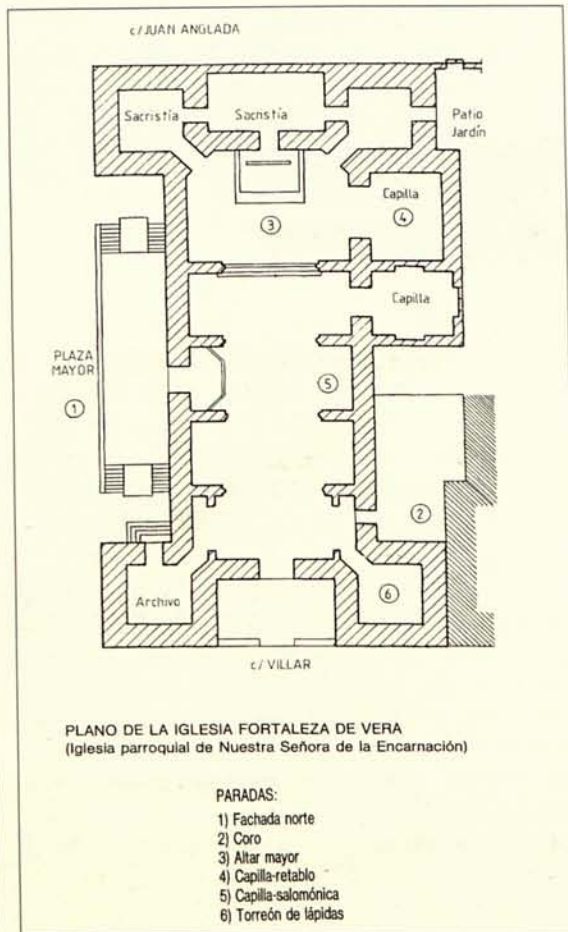 c/JUAN ANGLADA
Sacristía
Sacristía
Patio
Jardín
Capilla
③
④
Capilla
PLAZA
MAYOR
①
⑤
②
Archivo
⑥
c/ VILLAR
PLANO DE LA IGLESIA FORTALEZA DE VERA
(Iglesia parroquial de Nuestra Señora de la Encarnación)
PARADAS:
1) Fachada norte
2) Coro
3) Altar mayor
4) Capilla-retablo
5) Capilla-salomónica
6) Torreón de lápidas